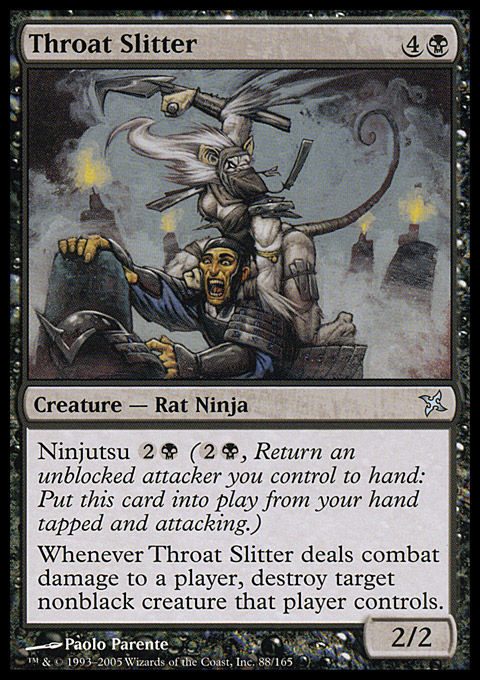 Throat Slitter 4
Creature — Rat Ninja
Ninjutsu 2 (2, Return an
unblocked attacker you control to hand:
Put this card into play from your hand
tapped and attacking.)
Whenever Throat Slitter deals combat
damage to a player, destroy target
nonblack creature that player controls.
Paolo Parente
2/2
™ & © 1993–2005 Wizards of the Coast, Inc. 88/165